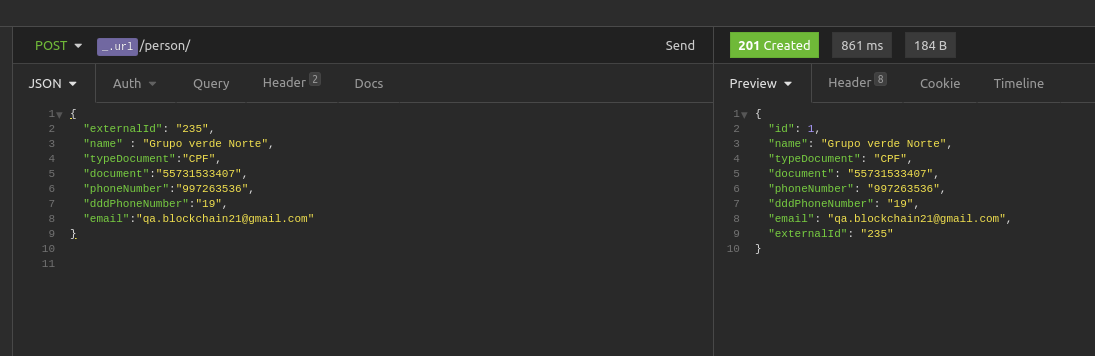 POST _.url/person/ Send
JSON Auth Query Header 2 Docs
1 {
2 "externalId": "235",
3 "name" : "Grupo verde Norte",
4 "typeDocument":"CPF",
5 "document":"55731533407",
6 "phoneNumber":"997263536",
7 "dddPhoneNumber":"19",
8 "email":"qa.blockchain21@gmail.com"
9 }
10
11
201 Created 861 ms 184 B
Preview Header 8 Cookie Timeline
1 {
2 "id": 1,
3 "name": "Grupo verde Norte",
4 "typeDocument": "CPF",
5 "document": "55731533407",
6 "phoneNumber": "997263536",
7 "dddPhoneNumber": "19",
8 "email": "qa.blockchain21@gmail.com",
9 "externalId": "235"
10 }